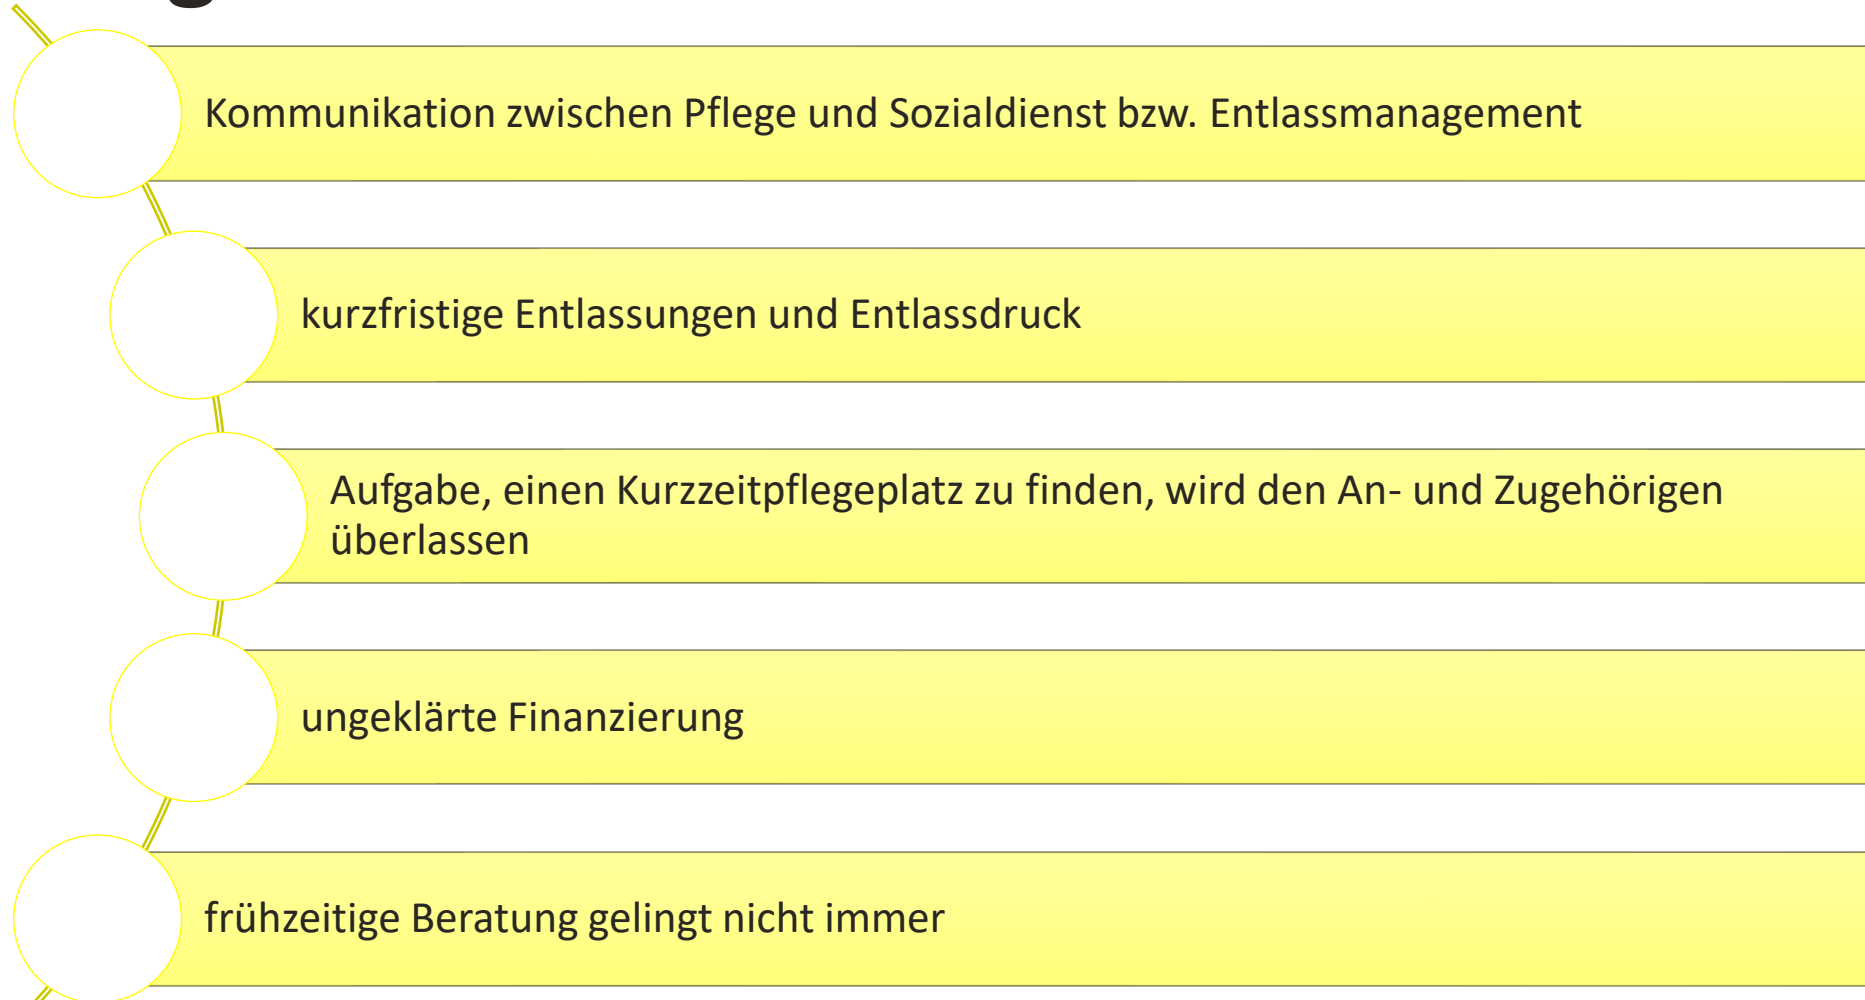 Kommunikation zwischen Pflege und Sozialdienst bzw. Entlassmanagement
kurzfristige Entlassungen und Entlassdruck
Aufgabe, einen Kurzzeitpflegeplatz zu finden, wird den An- und Zugehörigen
überlassen
ungeklärte Finanzierung
frühzeitige Beratung gelingt nicht immer